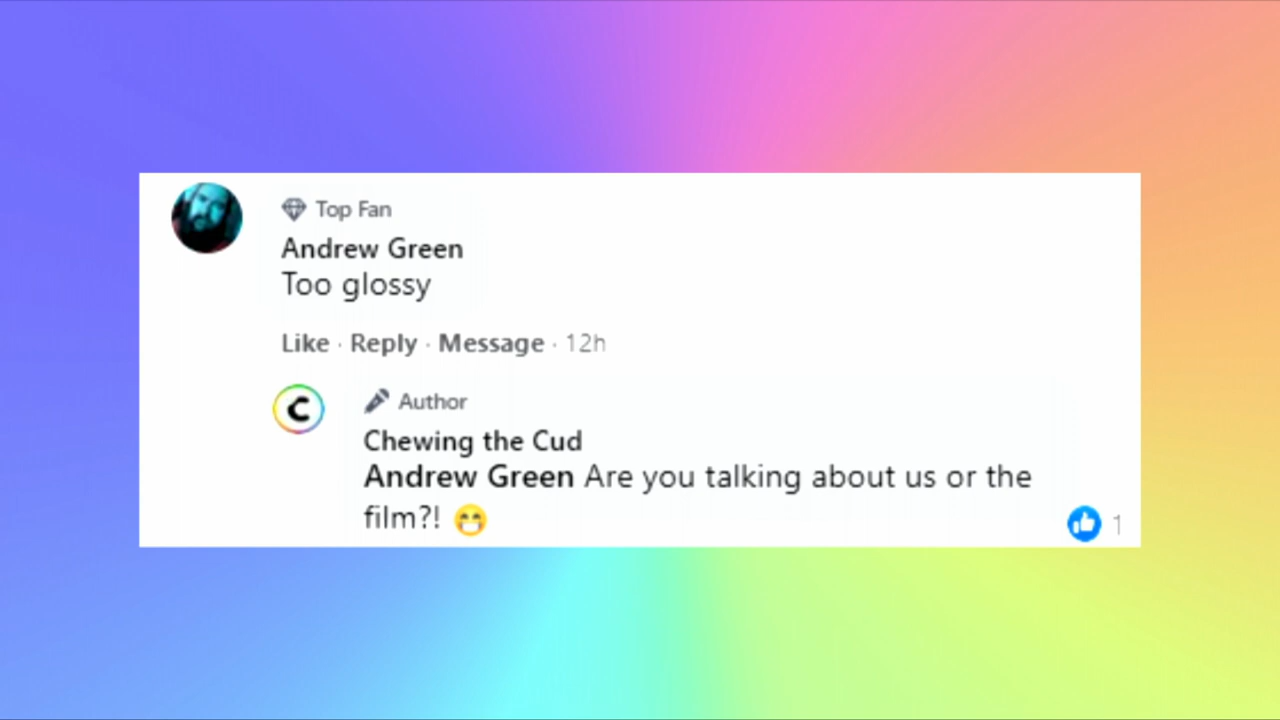 Top Fan
Andrew Green
Too glossy
Like · Reply · Message · 12h
C
Author
Chewing the Cud
Andrew Green Are you talking about us or the
film?! 😁
1